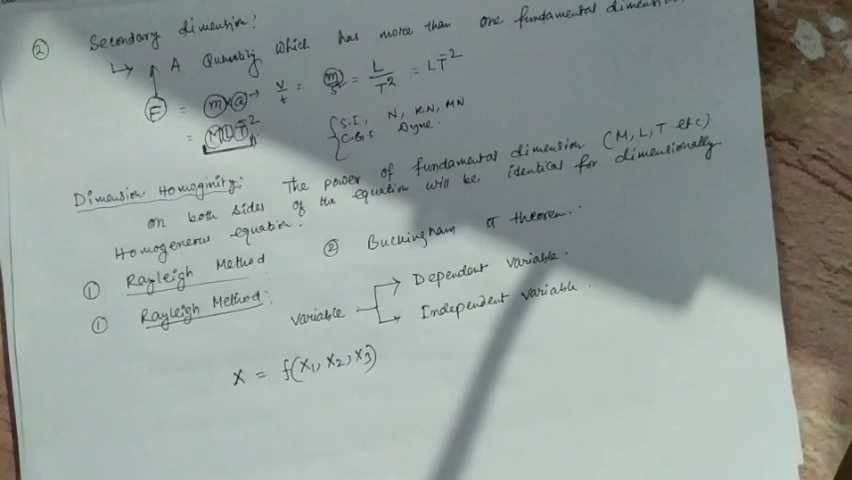 ② Secondary dimension!
↳ A Quantity which has more than one fundamental dimension
F = m a → v/t = m/s² = L/T² = LT⁻²
= MLT⁻²
{ S.I, N, KN, MN
C.G.S Dyne.
Dimension Homoginity: The power of fundamental dimension (M, L, T etc)
on both sides of the equation will be identical for dimensionally
Homogeneous equation.
① Rayleigh Method ② Buckingham π theorem.
① Rayleigh Method: variable
Dependent variable.
Independent variable.
X = f(X₁, X₂, X₃)